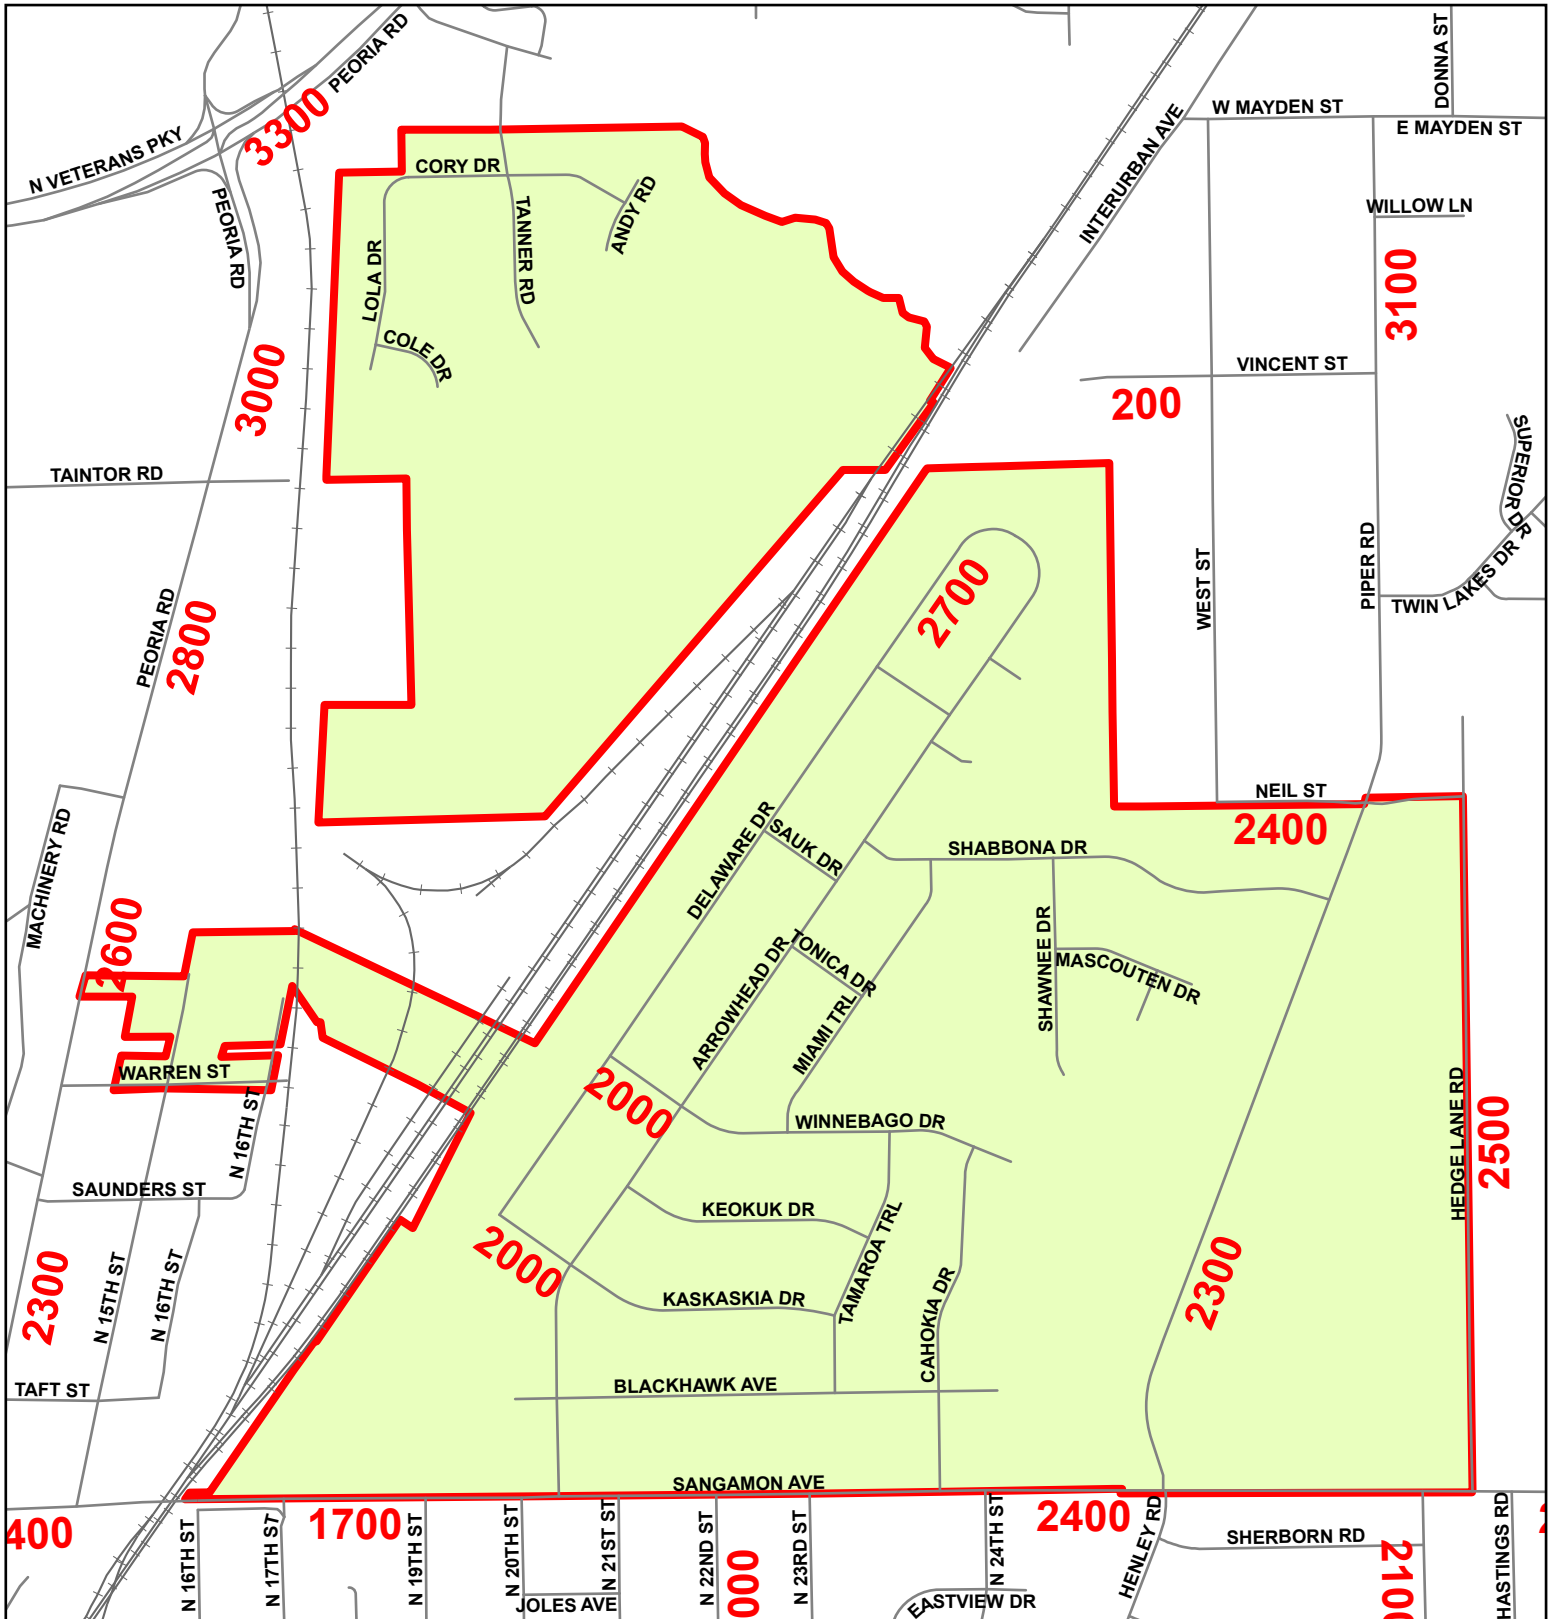 PEORIA RD
3300
N VETERANS PKY
PEORIA RD
CORY DR
TANNER RD
ANDY RD
LOLA DR
COLE DR
3000
TAINTOR RD
PEORIA RD
2800
INTERURBAN AVE
W MAYDEN ST
DONNA ST
E MAYDEN ST
WILLOW LN
3100
VINCENT ST
200
SUPERIOR DR
TWIN LAKES DR
WEST ST
PIPER RD
2700
NEIL ST
2400
MACHINERY RD
2600
DELAWARE DR
SAUK DR
SHABBONA DR
SHAWNEE DR
MASCOUTEN DR
ARROWHEAD DR
TONICA DR
MIAMI TRL
WARREN ST
N 16TH ST
2000
WINNEBAGO DR
HEDGE LANE RD
2500
SAUNDERS ST
KEOKUK DR
TAMAROA TRL
2000
KASKASKIA DR
CAHOKIA DR
2300
2300
N 15TH ST
N 16TH ST
TAFT ST
BLACKHAWK AVE
SANGAMON AVE
400
1700
2400
N 16TH ST
N 17TH ST
N 19TH ST
N 20TH ST
N 21ST ST
N 22ND ST
000
N 23RD ST
N 24TH ST
HENLEY RD
SHERBORN RD
2100
HASTINGS RD
JOLES AVE
EASTVIEW DR